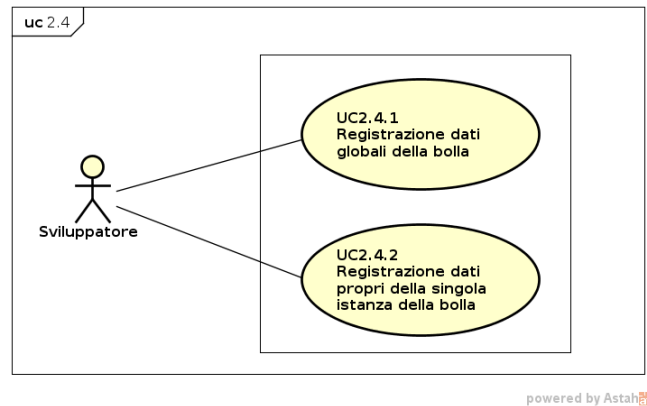 uc 2.4
UC2.4.1
Registrazione dati
globali della bolla
Sviluppatore
UC2.4.2
Registrazione dati
propri della singola
istanza della bolla
powered by Astah